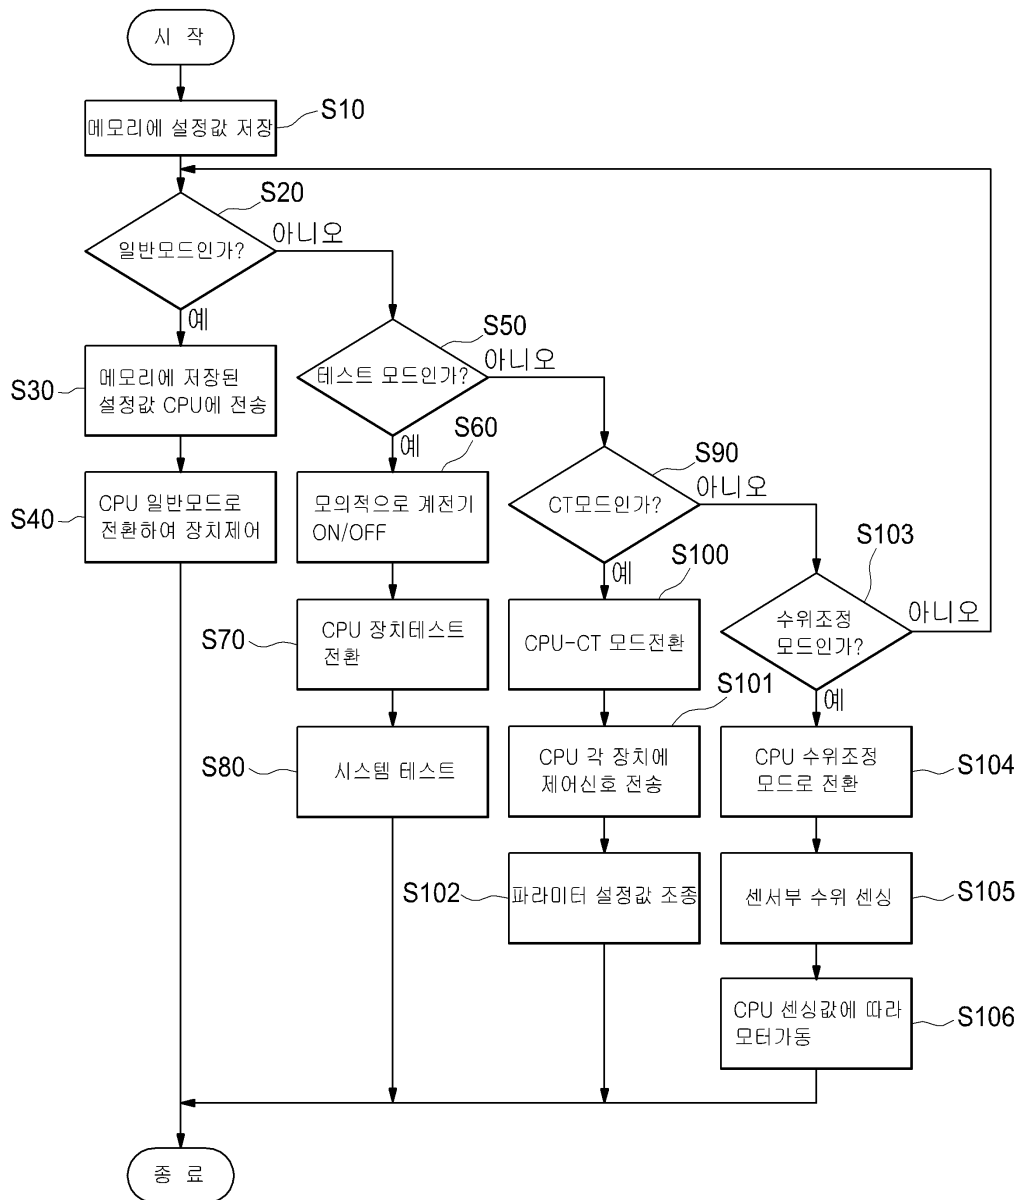 시 작
S10
메모리에 설정값 저장
S20
일반모드인가?
아니오
예
S30
메모리에 저장된
설정값 CPU에 전송
S40
CPU 일반모드로
전환하여 장치제어
S50
테스트 모드인가?
아니오
예
S60
모의적으로 계전기
ON/OFF
S70
CPU 장치테스트
전환
S80
시스템 테스트
S90
CT모드인가?
아니오
예
S100
CPU-CT 모드전환
S101
CPU 각 장치에
제어신호 전송
S102
파라미터 설정값 조종
S103
수위조정
모드인가?
아니오
예
S104
CPU 수위조정
모드로 전환
S105
센서부 수위 센싱
S106
CPU 센싱값에 따라
모터가동
종 료